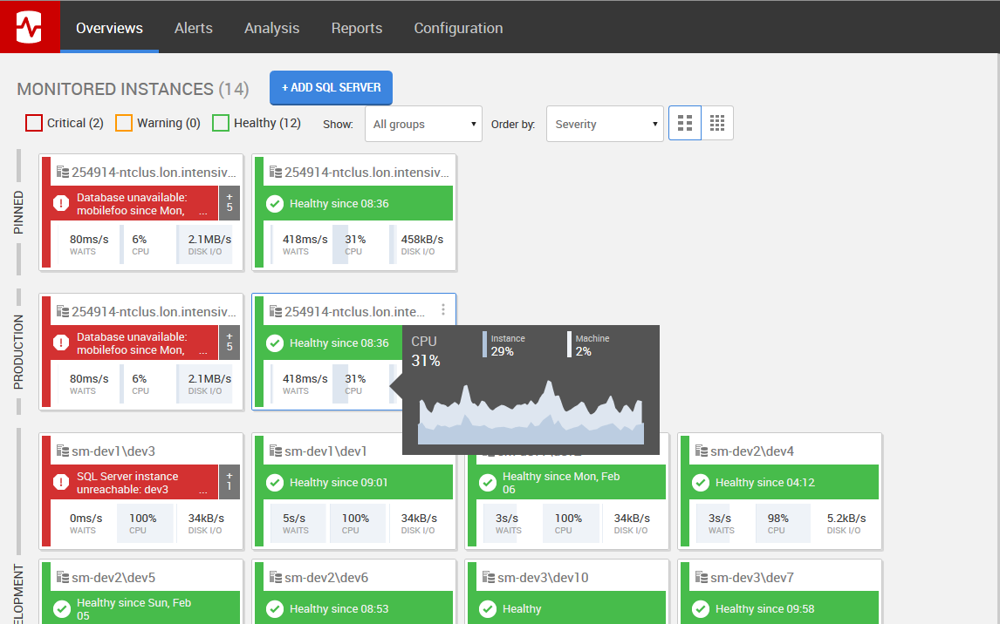 Overviews Alerts Analysis Reports Configuration
MONITORED INSTANCES (14) + ADD SQL SERVER
Critical (2) Warning (0) Healthy (12) Show: All groups Order by: Severity
PINNED
254914-ntclus.lon.intensiv...
Database unavailable: + 5
mobilefoo since Mon, ...
80ms/s 6% 2.1MB/s
WAITS CPU DISK I/O
254914-ntclus.lon.intensiv...
Healthy since 08:36
418ms/s 31% 458kB/s
WAITS CPU DISK I/O
PRODUCTION
254914-ntclus.lon.intensiv...
Database unavailable: + 5
mobilefoo since Mon, ...
80ms/s 6% 2.1MB/s
WAITS CPU DISK I/O
254914-ntclus.lon.inte...
Healthy since 08:36
418ms/s 31%
WAITS CPU
CPU
31%
Instance
29%
Machine
2%
sm-dev1\dev3
SQL Server instance + 1
unreachable: dev3 ...
0ms/s 100% 34kB/s
WAITS CPU DISK I/O
sm-dev1\dev1
Healthy since 09:01
5s/s 100% 34kB/s
WAITS CPU DISK I/O
Healthy since Mon, Feb
06
3s/s 100% 34kB/s
WAITS CPU DISK I/O
sm-dev2\dev4
Healthy since 04:12
3s/s 98% 5.2kB/s
WAITS CPU DISK I/O
ELOPMENT
sm-dev2\dev5
Healthy since Sun, Feb
05
sm-dev2\dev6
Healthy since 08:53
sm-dev3\dev10
Healthy
sm-dev3\dev7
Healthy since 09:58